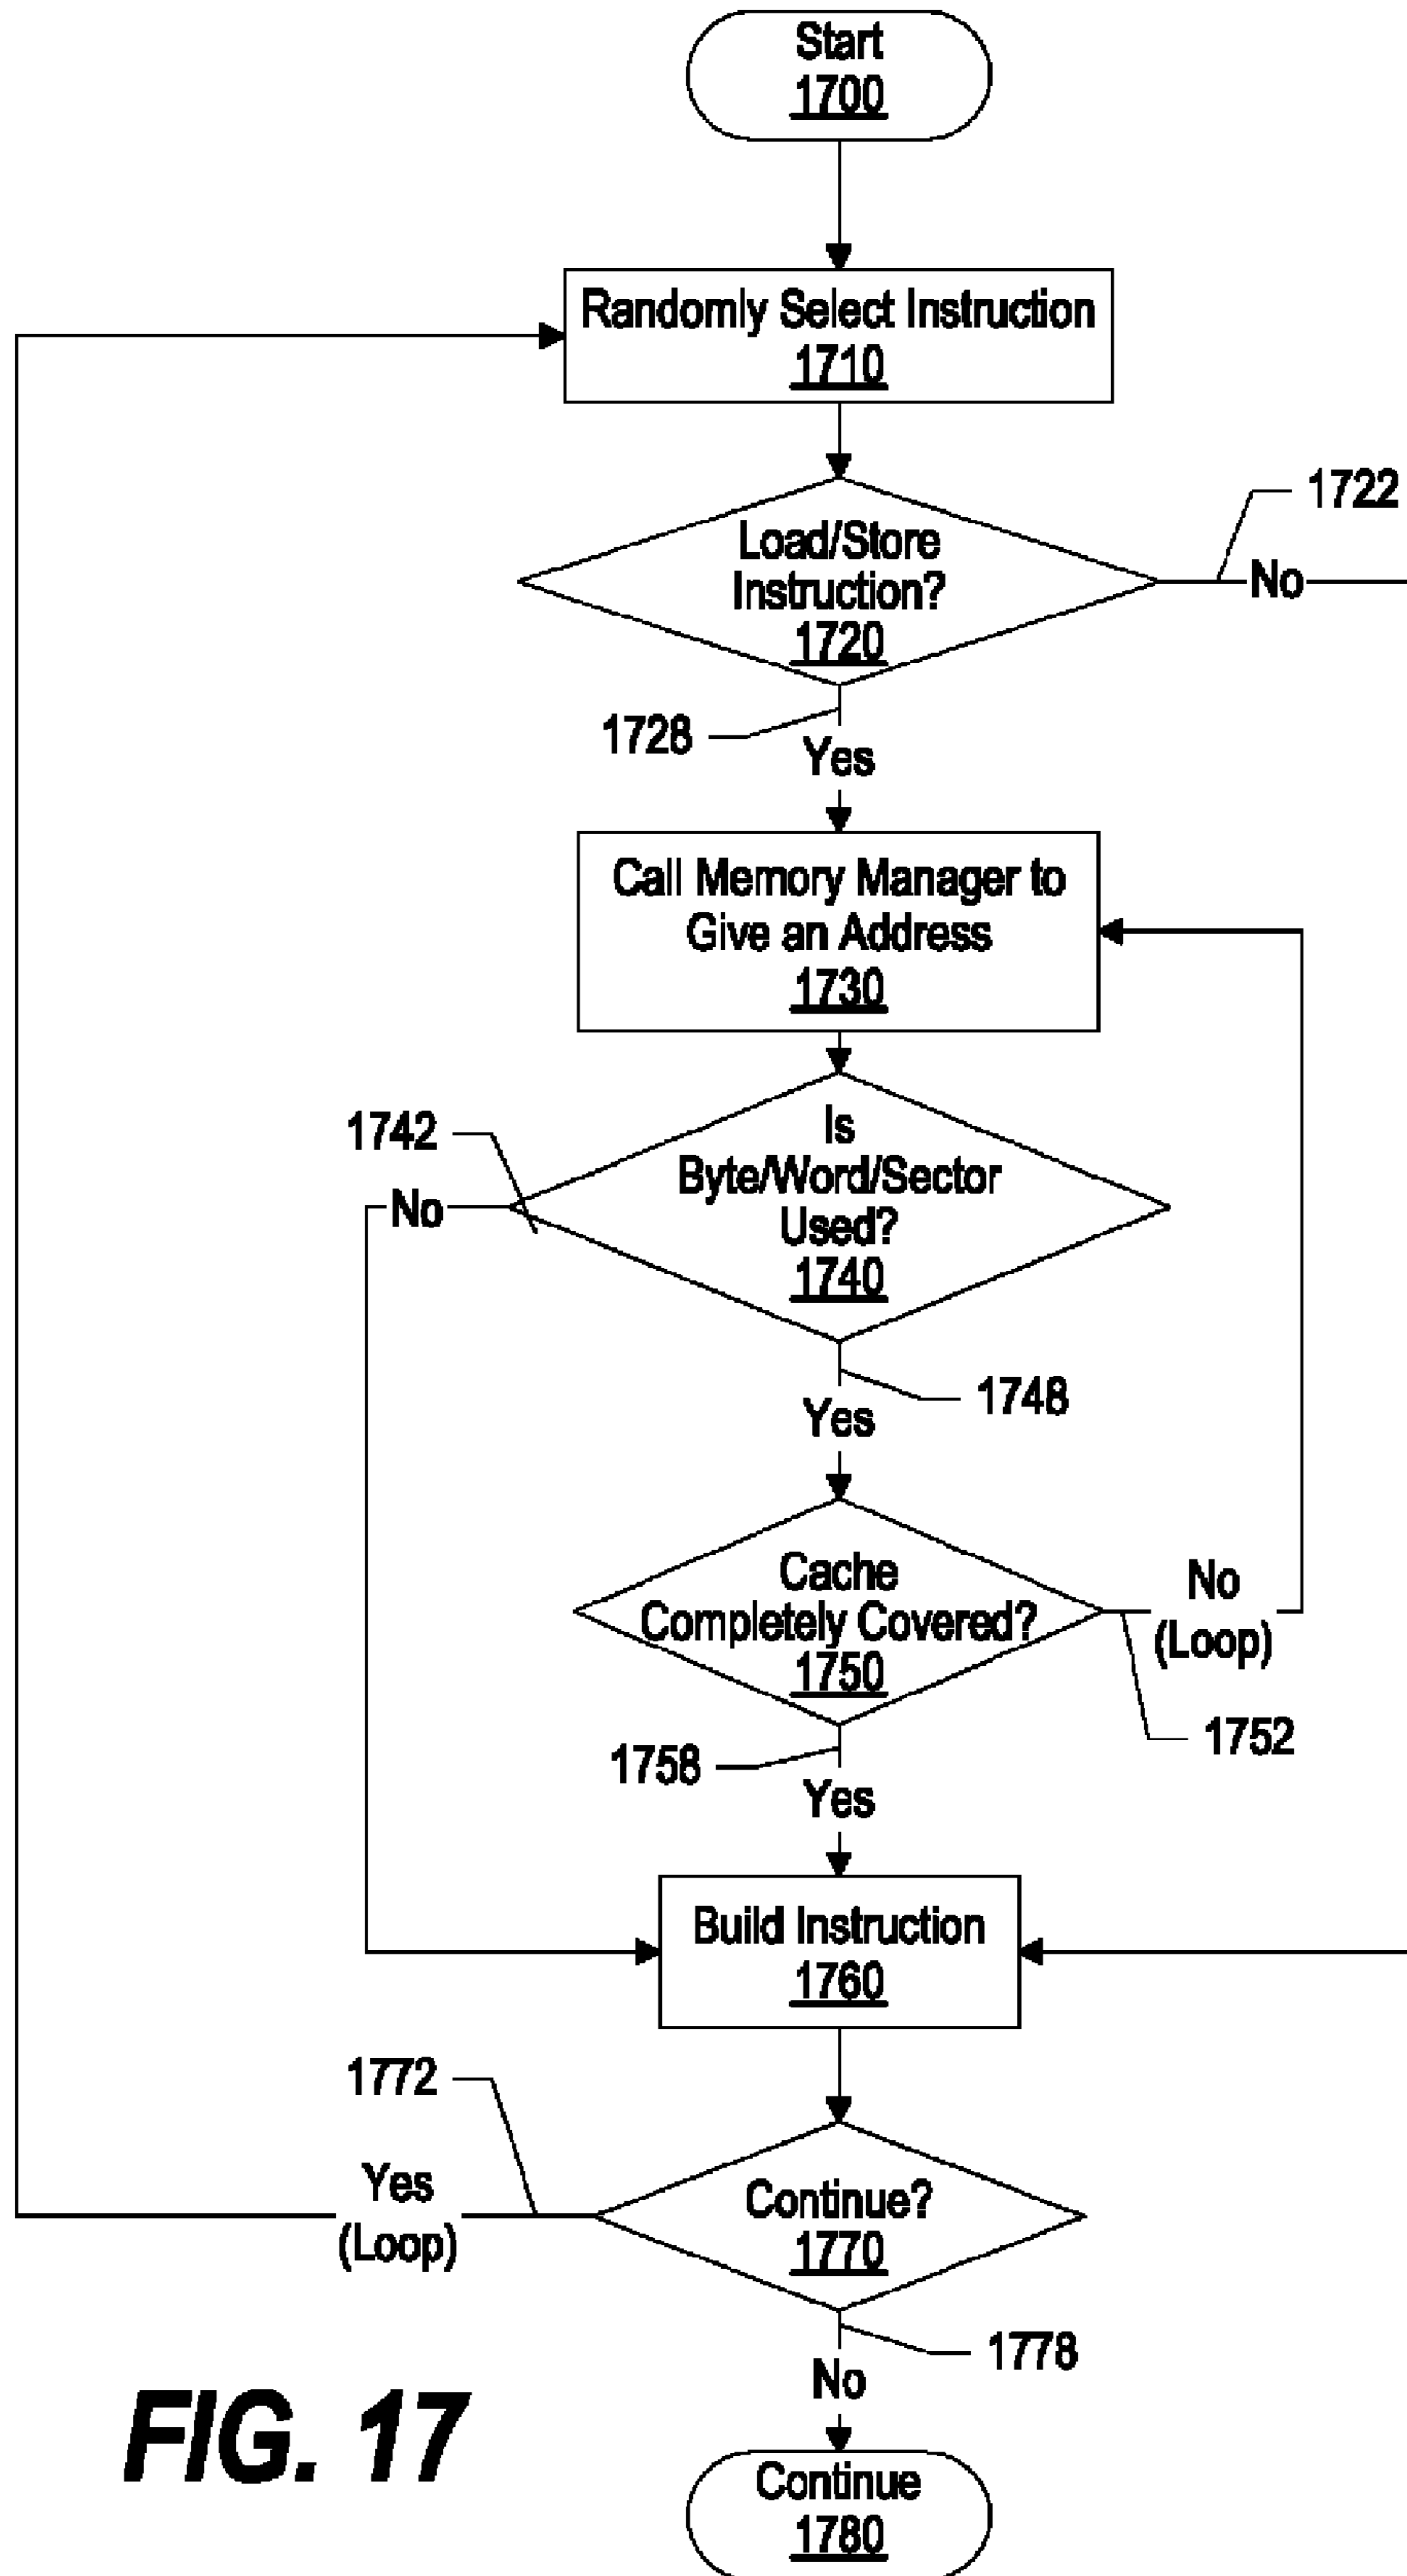 Start
1700
Randomly Select Instruction
1710
1722
Load/Store
Instruction?
1720
No
1728
Yes
Call Memory Manager to
Give an Address
1730
1742
Is
Byte/Word/Sector
Used?
1740
No
1748
Yes
Cache
Completely Covered?
1750
No
(Loop)
1752
1758
Yes
Build Instruction
1760
1772
Yes
(Loop)
Continue?
1770
1778
No
FIG. 17
Continue
1780